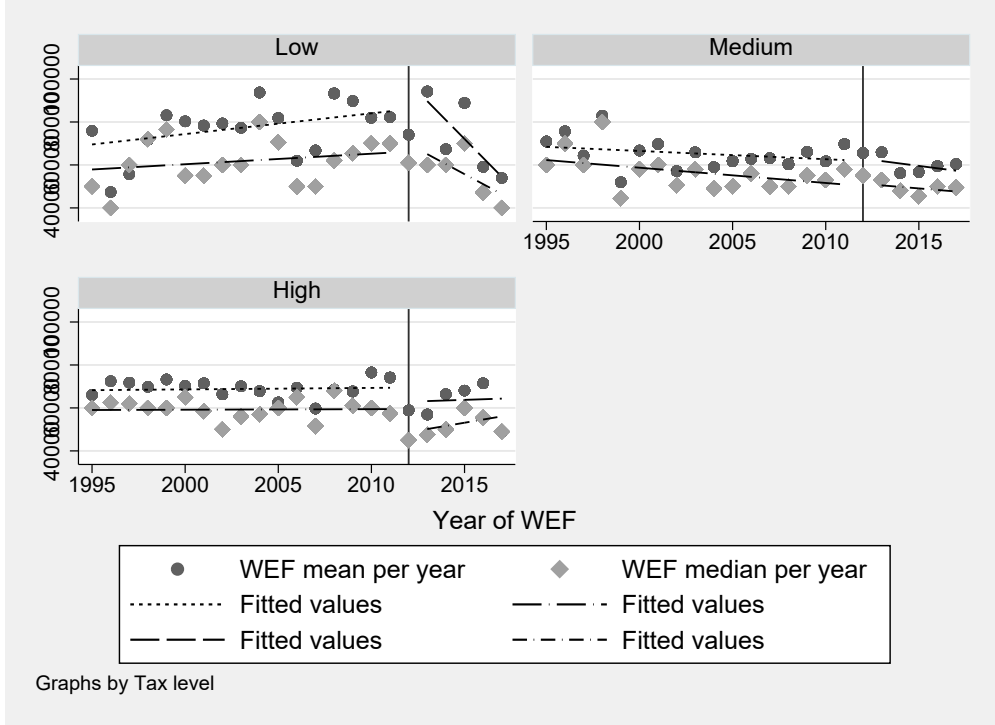 Low
Medium
1995 2000 2005 2010 2015
High
1995 2000 2005 2010 2015
Year of WEF
WEF mean per year WEF median per year
Fitted values Fitted values
Fitted values Fitted values
Graphs by Tax level